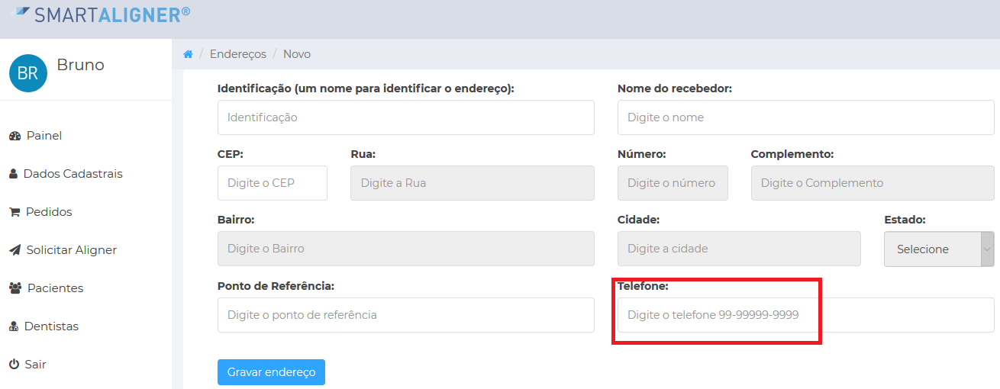 SMARTALIGNER®
BR
Bruno
/ Endereços / Novo
Painel
Dados Cadastrais
Pedidos
Solicitar Aligner
Pacientes
Dentistas
Sair
Identificação (um nome para identificar o endereço):
Identificação
Nome do recebedor:
Digite o nome
CEP:
Digite o CEP
Rua:
Digite a Rua
Número:
Digite o número
Complemento:
Digite o Complemento
Bairro:
Digite o Bairro
Cidade:
Digite a cidade
Estado:
Selecione
Ponto de Referência:
Digite o ponto de referência
Telefone:
Digite o telefone 99-99999-9999
Gravar endereço